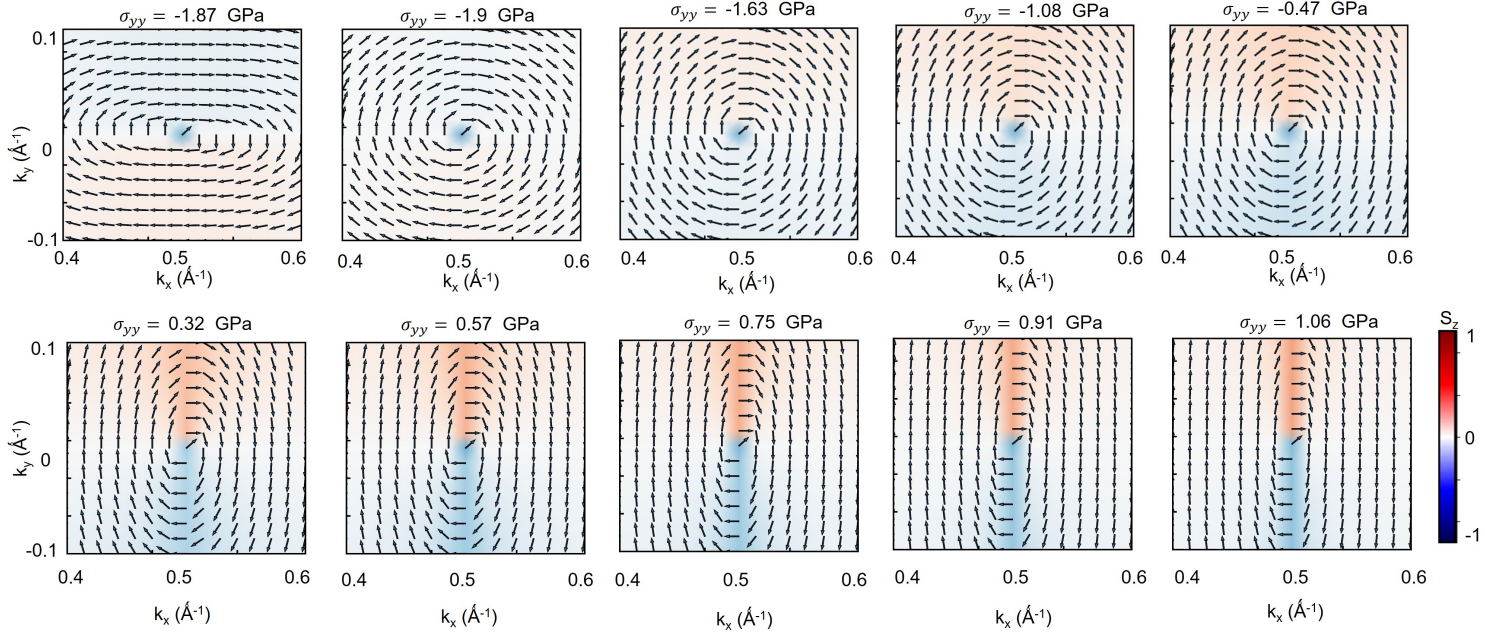 σyy = -1.87 GPa σyy = -1.9 GPa σyy = -1.63 GPa σyy = -1.08 GPa σyy = -0.47 GPa
0.1
0
-0.1
ky (Å-1)
0.4 0.5 0.6 0.4 0.5 0.6 0.4 0.5 0.6 0.4 0.5 0.6 0.4 0.5 0.6
kx (Å-1) kx (Å-1) kx (Å-1) kx (Å-1) kx (Å-1)
σyy = 0.32 GPa σyy = 0.57 GPa σyy = 0.75 GPa σyy = 0.91 GPa σyy = 1.06 GPa
Sz
0.1
0
-0.1
ky (Å-1)
1
0
-1
0.4 0.5 0.6 0.4 0.5 0.6 0.4 0.5 0.6 0.4 0.5 0.6 0.4 0.5 0.6
kx (Å-1) kx (Å-1) kx (Å-1) kx (Å-1) kx (Å-1)